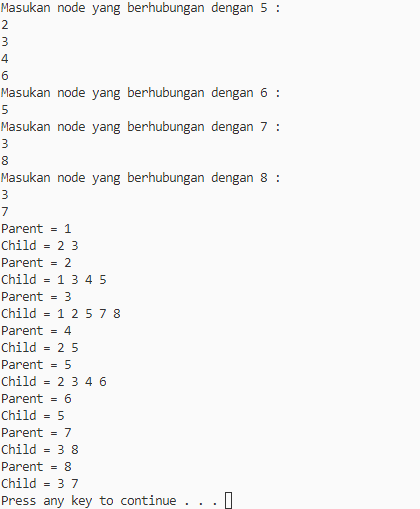 Masukan node yang berhubungan dengan 5 :
2
3
4
6
Masukan node yang berhubungan dengan 6 :
5
Masukan node yang berhubungan dengan 7 :
3
8
Masukan node yang berhubungan dengan 8 :
3
7
Parent = 1
Child = 2 3
Parent = 2
Child = 1 3 4 5
Parent = 3
Child = 1 2 5 7 8
Parent = 4
Child = 2 5
Parent = 5
Child = 2 3 4 6
Parent = 6
Child = 5
Parent = 7
Child = 3 8
Parent = 8
Child = 3 7
Press any key to continue . . .